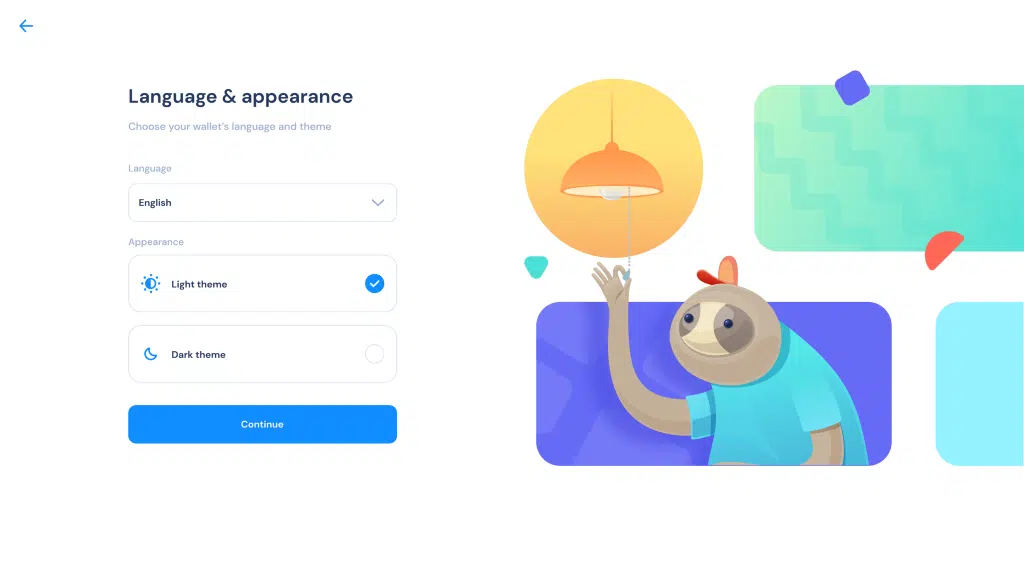 Language & appearance
Choose your wallet's language and theme
Language
English
Appearance
Light theme
Dark theme
Continue